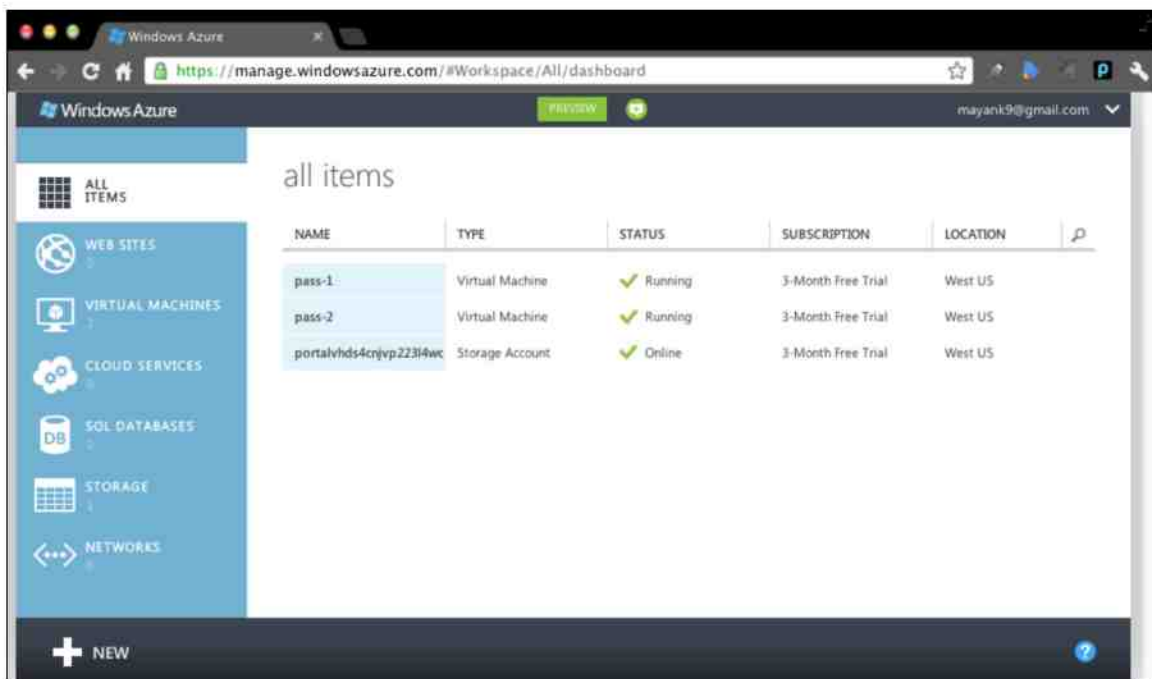 Windows Azure
https://manage.windowsazure.com/#Workspace/All/dashboard
Windows Azure
PREVIEW
mayank9@gmail.com
ALL
ITEMS
WEB SITES
VIRTUAL MACHINES
CLOUD SERVICES
SQL DATABASES
DB
STORAGE
NETWORKS
all items
NAME TYPE STATUS SUBSCRIPTION LOCATION
pass-1 Virtual Machine Running 3-Month Free Trial West US
pass-2 Virtual Machine Running 3-Month Free Trial West US
portalvhds4cnjvp223l4wc Storage Account Online 3-Month Free Trial West US
NEW